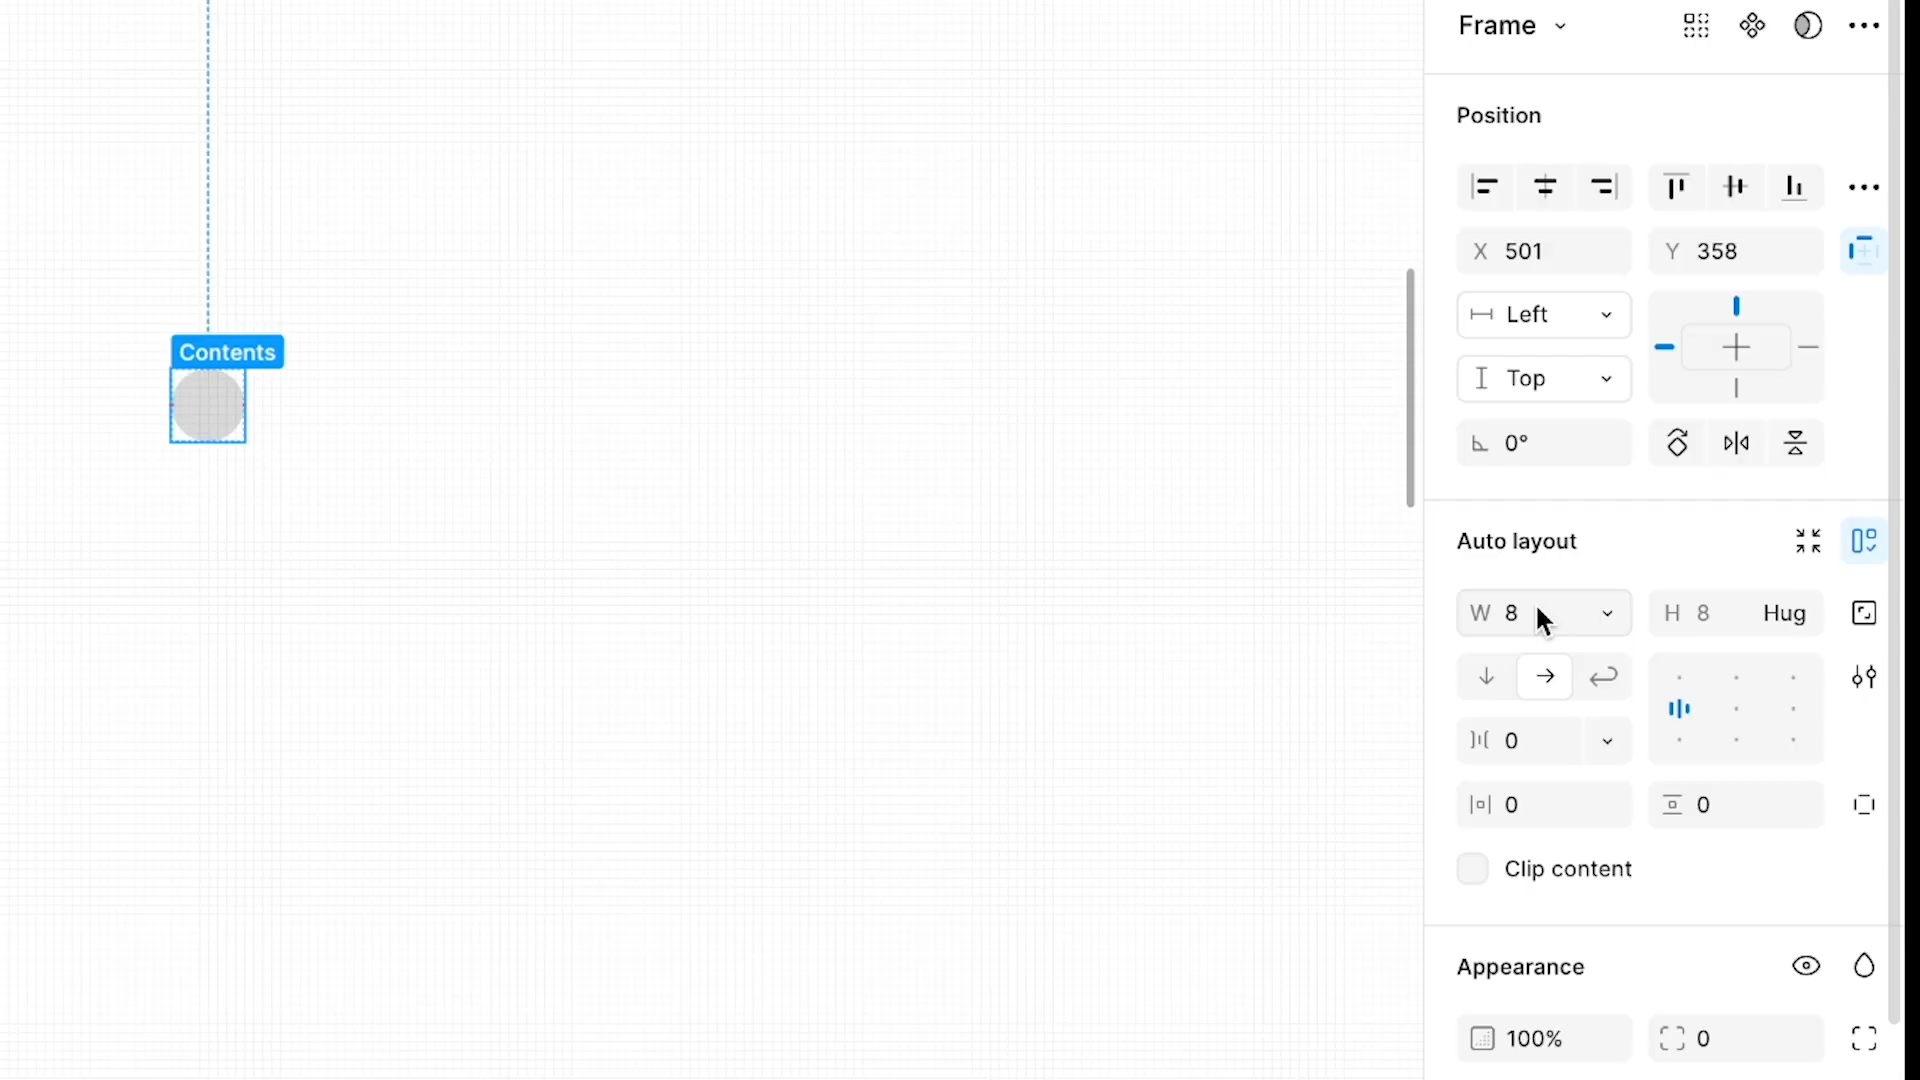 Frame
Position
X 501 Y 358
Left
Top
0°
Contents
Auto layout
W 8 H 8 Hug
0
0 0
Clip content
Appearance
100% 0